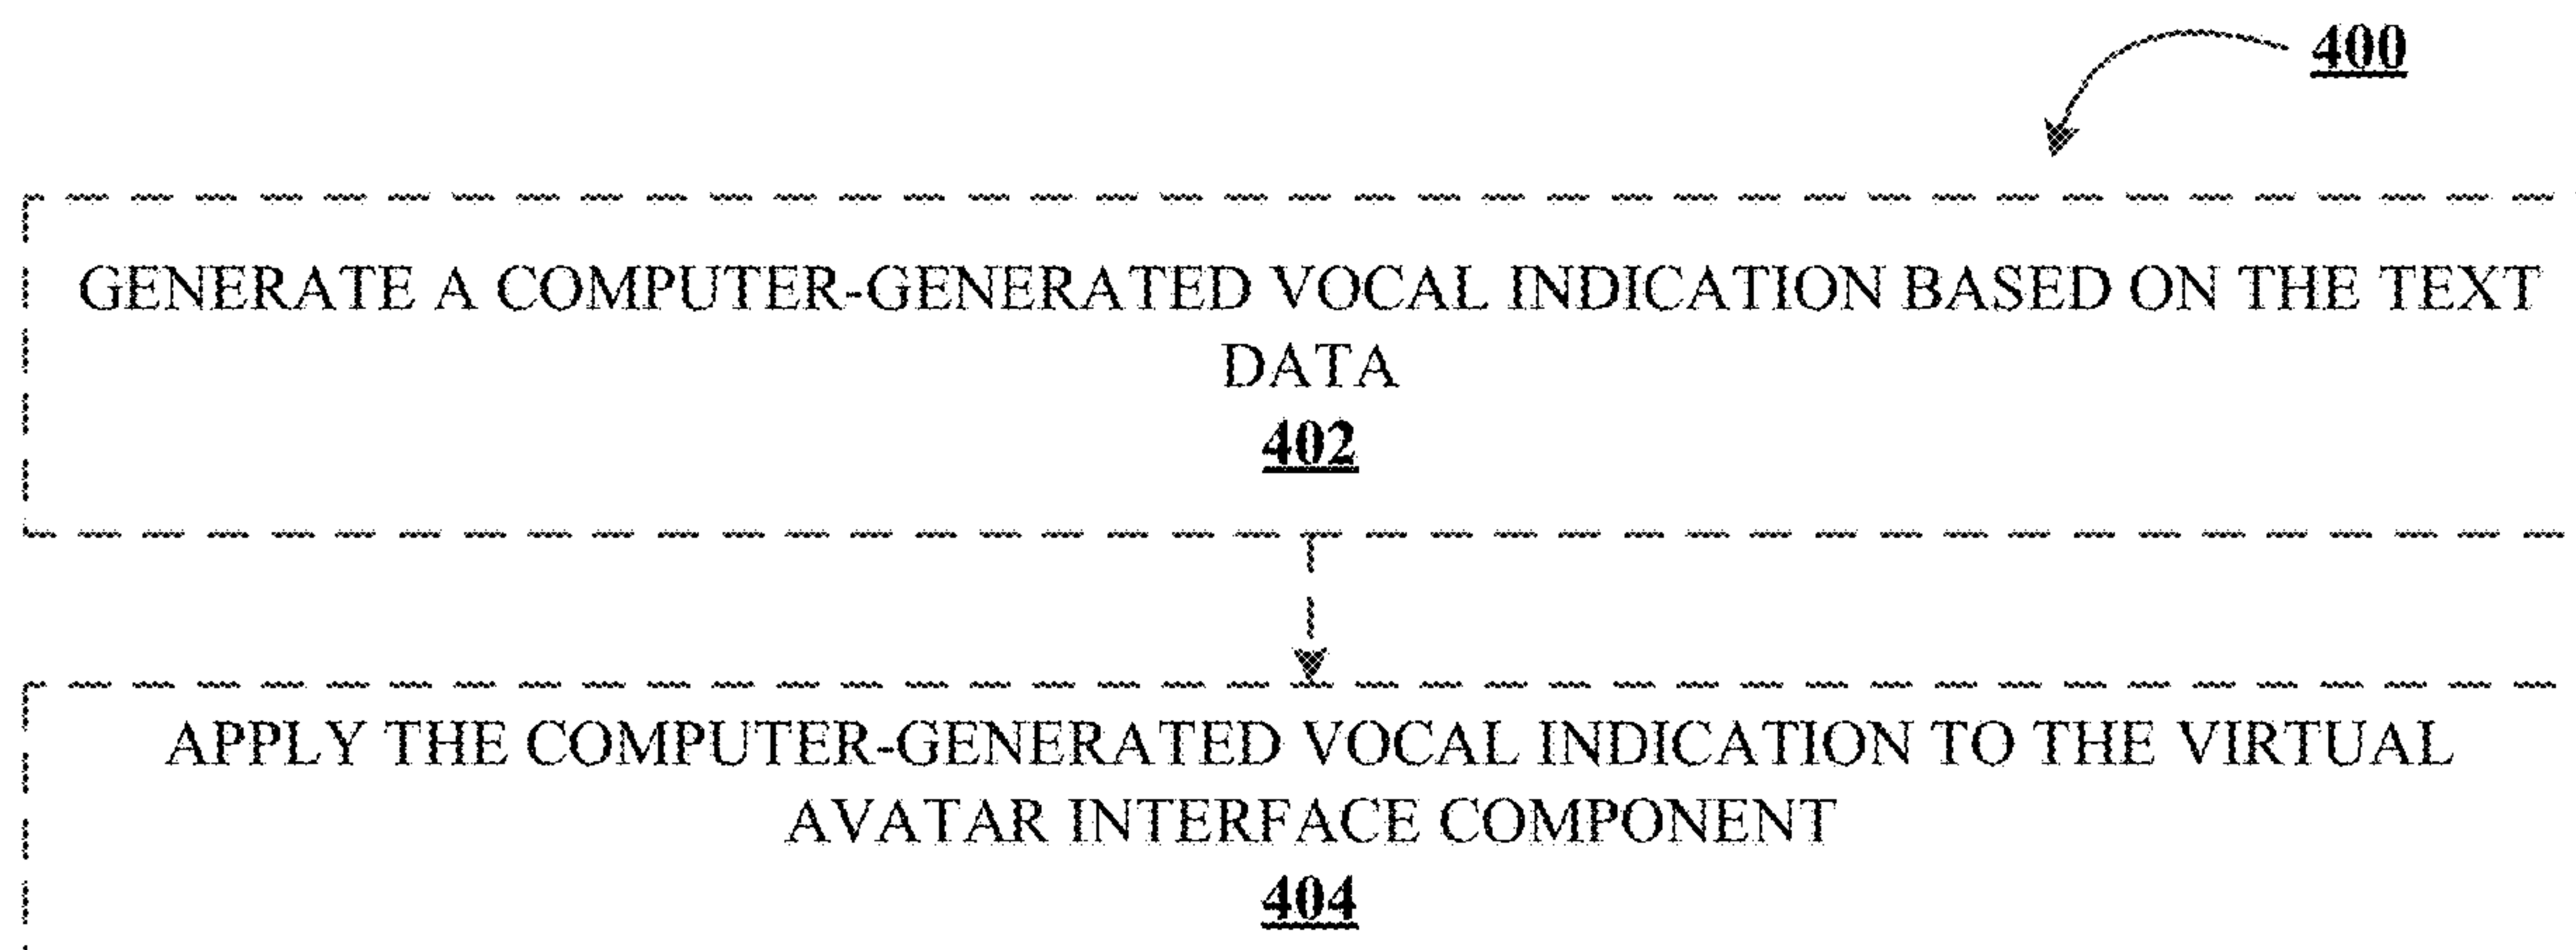 400
GENERATE A COMPUTER-GENERATED VOCAL INDICATION BASED ON THE TEXT
DATA
402
APPLY THE COMPUTER-GENERATED VOCAL INDICATION TO THE VIRTUAL
AVATAR INTERFACE COMPONENT
404